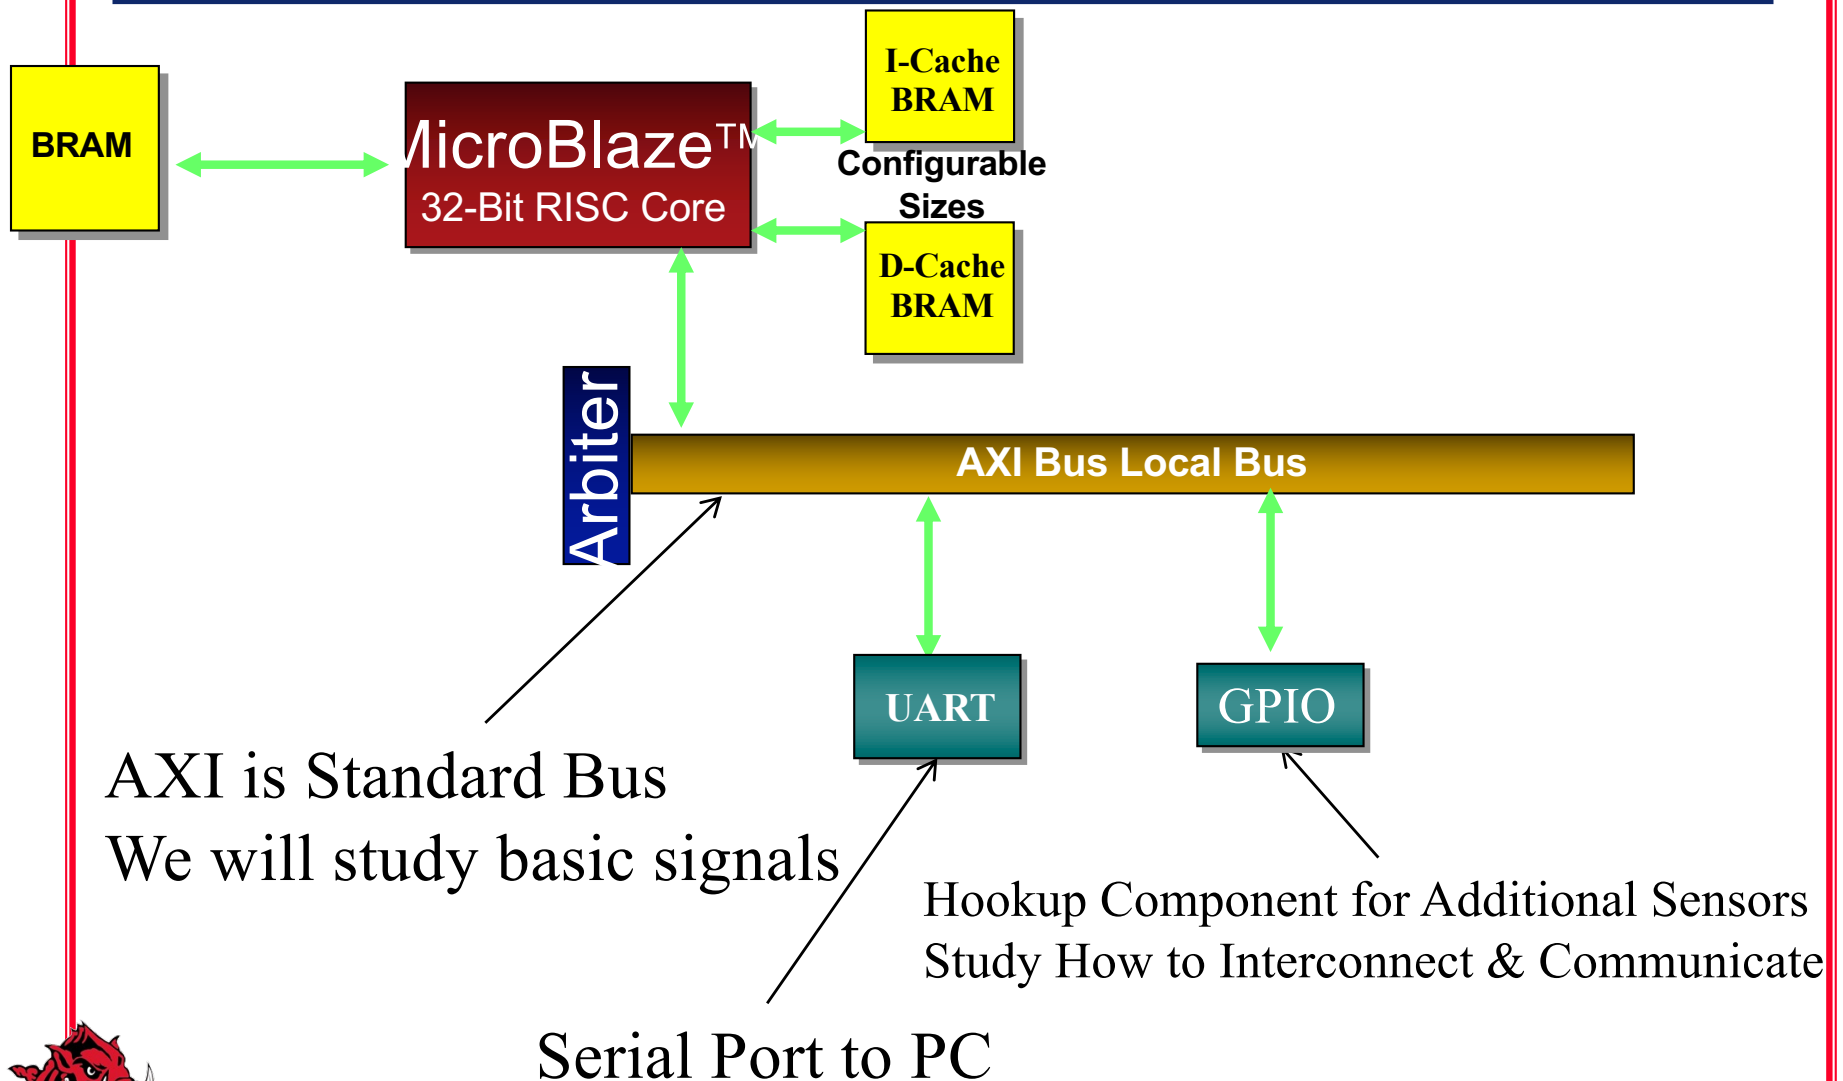 I-Cache
BRAM
BRAM
MicroBlaze™
32-Bit RISC Core
Configurable
Sizes
D-Cache
BRAM
Arbiter
AXI Bus Local Bus
UART
GPIO
AXI is Standard Bus
We will study basic signals
Hookup Component for Additional Sensors
Study How to Interconnect & Communicate
Serial Port to PC